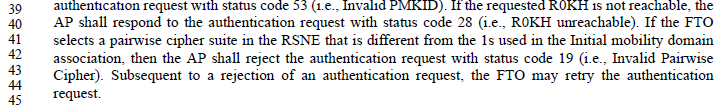 39 authentication request with status code 53 (i.e., Invalid PMKID). If the requested R0KH is not reachable, the
40 AP shall respond to the authentication request with status code 28 (i.e., R0KH unreachable). If the FTO
41 selects a pairwise cipher suite in the RSNE that is different from the 1s used in the Initial mobility domain
42 association, then the AP shall reject the authentication request with status code 19 (i.e., Invalid Pairwise
43 Cipher). Subsequent to a rejection of an authentication request, the FTO may retry the authentication
44 request.
45